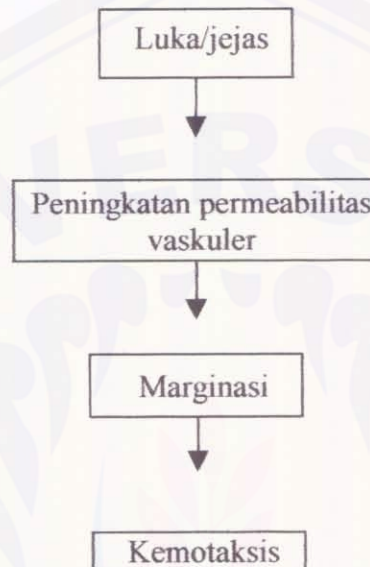 Luka/jejas
Peningkatan permeabilitas
vaskuler
Marginasi
Kemotaksis